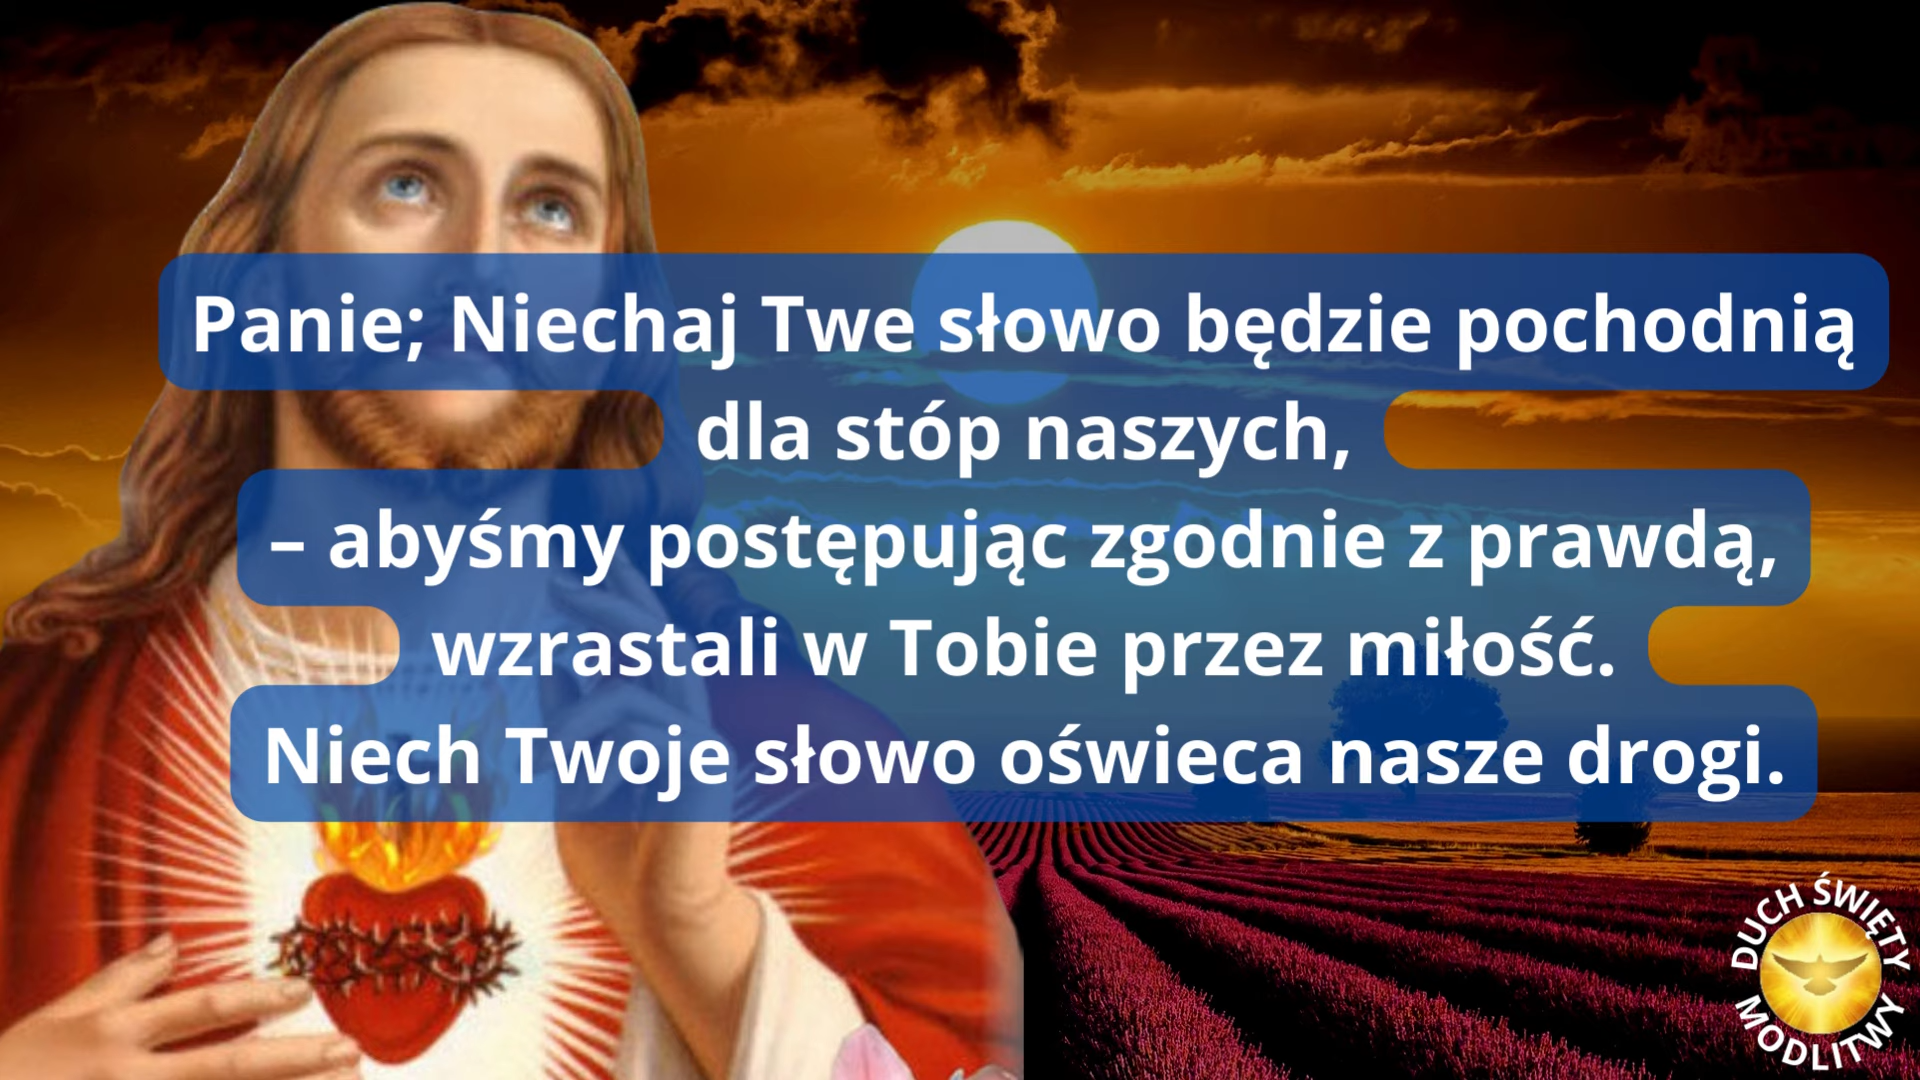 Panie; Niechaj Twe słowo będzie pochodnią
dla stóp naszych,
– abyśmy postępując zgodnie z prawdą,
wzrastali w Tobie przez miłość.
Niech Twoje słowo oświeca nasze drogi.
DUCH ŚWIĘTY
MODLITWY